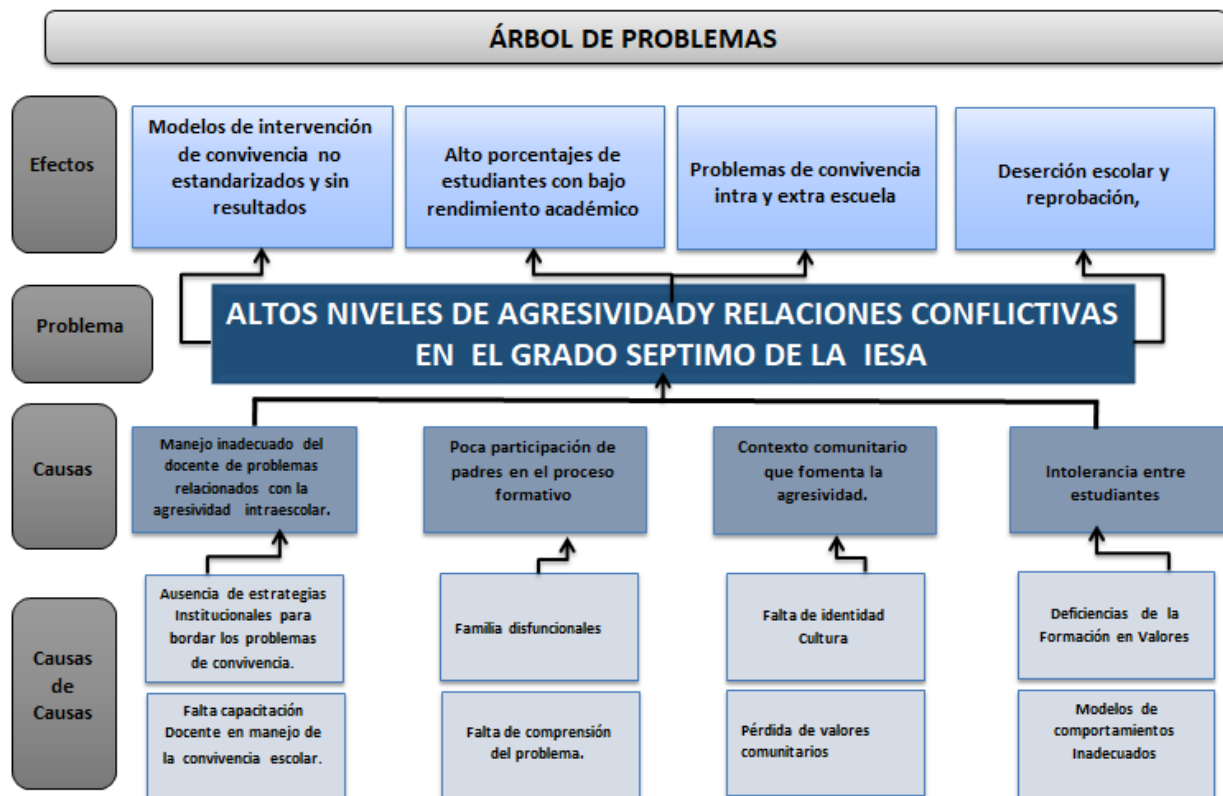 ÁRBOL DE PROBLEMAS
Efectos
Modelos de intervención
de convivencia no
estandarizados y sin
resultados
Alto porcentajes de
estudiantes con bajo
rendimiento académico
Problemas de convivencia
intra y extra escuela
Deserción escolar y
reprobación,
Problema
ALTOS NIVELES DE AGRESIVIDADY RELACIONES CONFLICTIVAS
EN EL GRADO SEPTIMO DE LA IESA
Causas
Manejo inadecuado del
docente de problemas
relacionados con la
agresividad intraescolar.
Poca participación de
padres en el proceso
formativo
Contexto comunitario
que fomenta la
agresividad.
Intolerancia entre
estudiantes
Causas
de
Causas
Ausencia de estrategias
Institucionales para
bordar los problemas
de convivencia.
Familia disfuncionales
Falta de identidad
Cultura
Deficiencias de la
Formación en Valores
Falta capacitación
Docente en manejo de
la convivencia escolar.
Falta de comprensión
del problema.
Pérdida de valores
comunitarios
Modelos de
comportamientos
Inadecuados